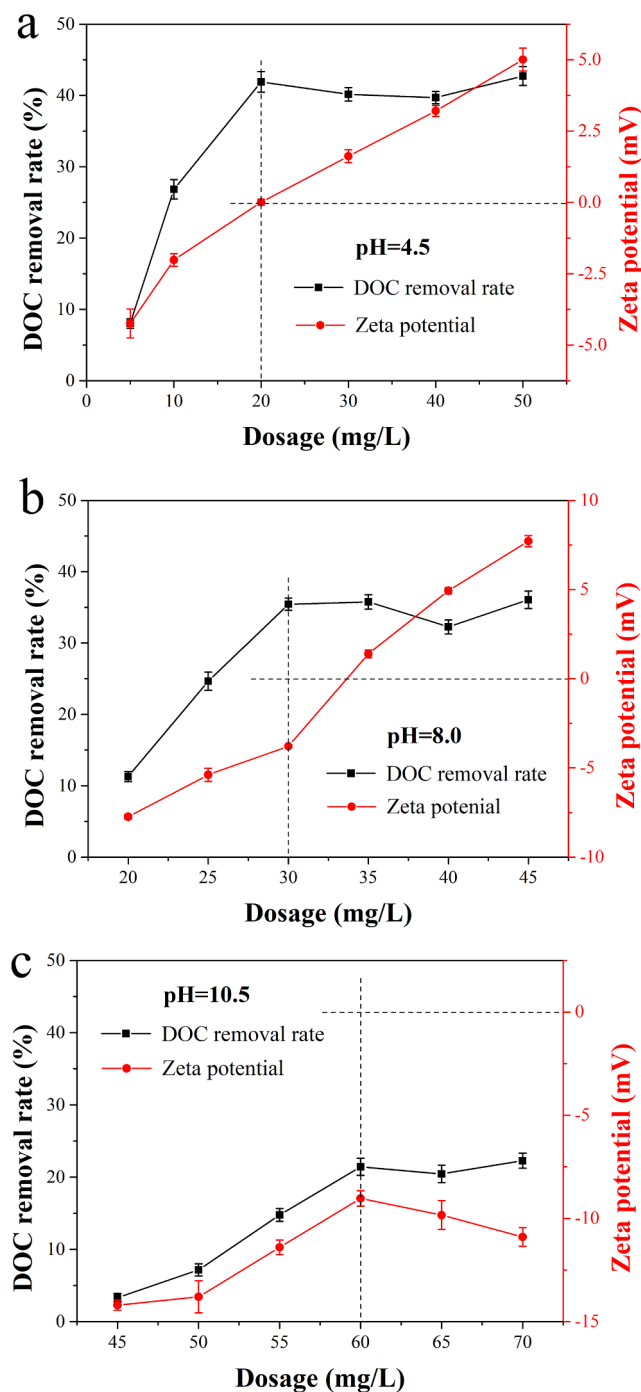 a
50
40
30
20
10
0
DOC removal rate (%)
5.0
2.5
0.0
-2.5
-5.0
Zeta potential (mV)
pH=4.5
DOC removal rate
Zeta potential
0 10 20 30 40 50
Dosage (mg/L)
b
50
40
30
20
10
0
DOC removal rate (%)
10
5
0
-5
-10
Zeta potential (mV)
pH=8.0
DOC removal rate
Zeta potenial
20 25 30 35 40 45
Dosage (mg/L)
c
50
40
30
20
10
0
DOC removal rate (%)
0
-5
-10
-15
Zeta potential (mV)
pH=10.5
DOC removal rate
Zeta potential
45 50 55 60 65 70
Dosage (mg/L)